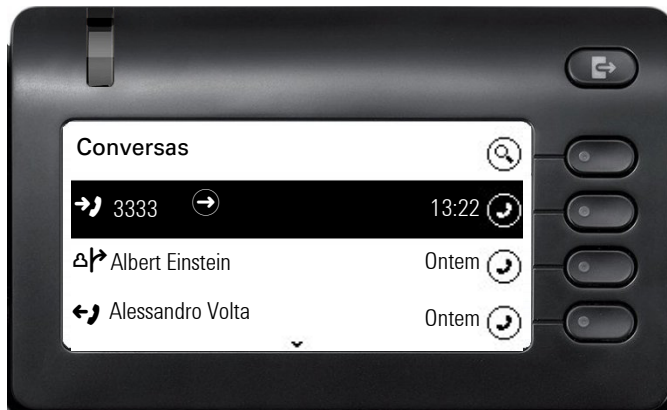 Conversas
3333 13:22
Albert Einstein Ontem
Alessandro Volta Ontem